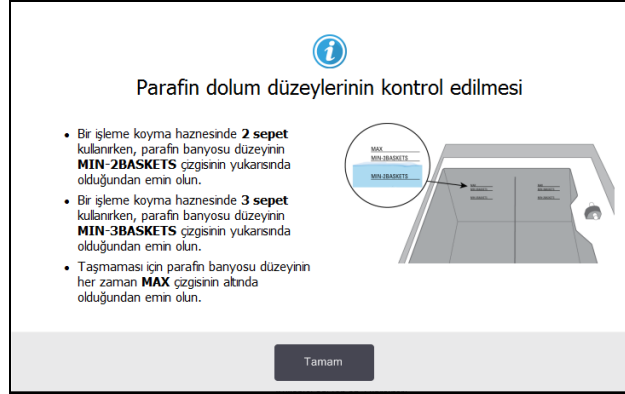 Parafin dolum düzeylerinin kontrol edilmesi
• Bir işleme koyma haznesinde 2 sepet
kullanırken, parafin banyosu düzeyinin
MIN-2BASKETS çizgisinin yukarısında
olduğundan emin olun.
• Bir işleme koyma haznesinde 3 sepet
kullanırken, parafin banyosu düzeyinin
MIN-3BASKETS çizgisinin yukarısında
olduğundan emin olun.
• Taşmaması için parafin banyosu düzeyinin
her zaman MAX çizgisinin altında
olduğundan emin olun.
MAX
MIN-3BASKETS
MIN-2BASKETS
Tamam